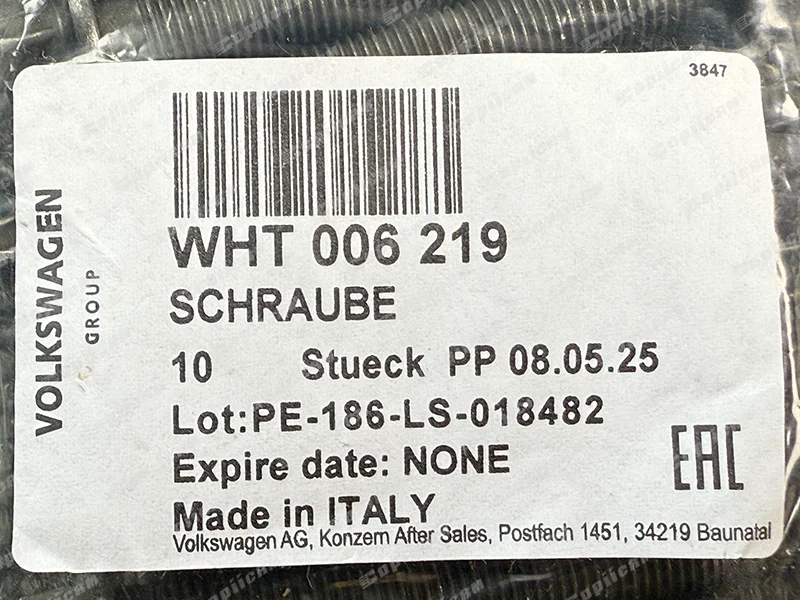 3847
VOLKSWAGEN
GROUP
WHT 006 219
SCHRAUBE
10 Stueck PP 08.05.25
Lot:PE-186-LS-018482
Expire date: NONE
EAC
Made in ITALY
Volkswagen AG, Konzern After Sales, Postfach 1451, 34219 Baunatal